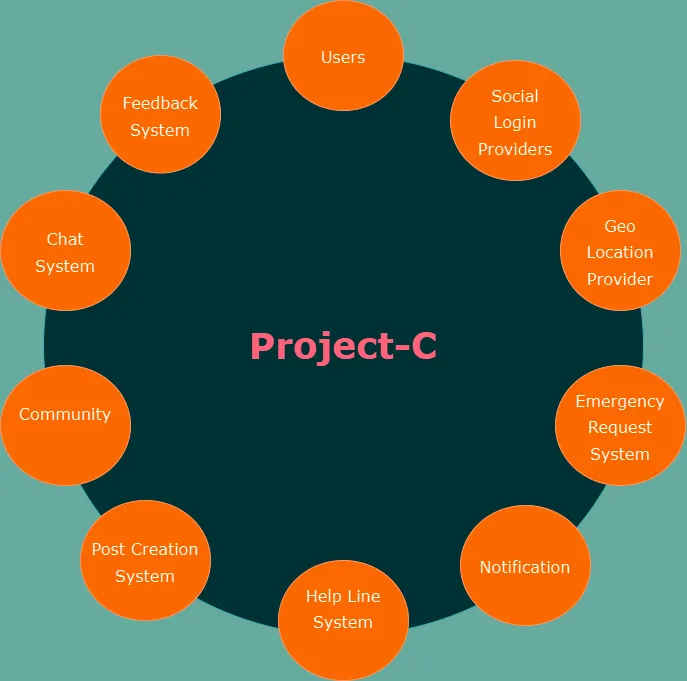 Users
Social
Login
Providers
Geo
Location
Provider
Emergency
Request
System
Notification
Help Line
System
Post Creation
System
Community
Chat
System
Feedback
System
Project-C